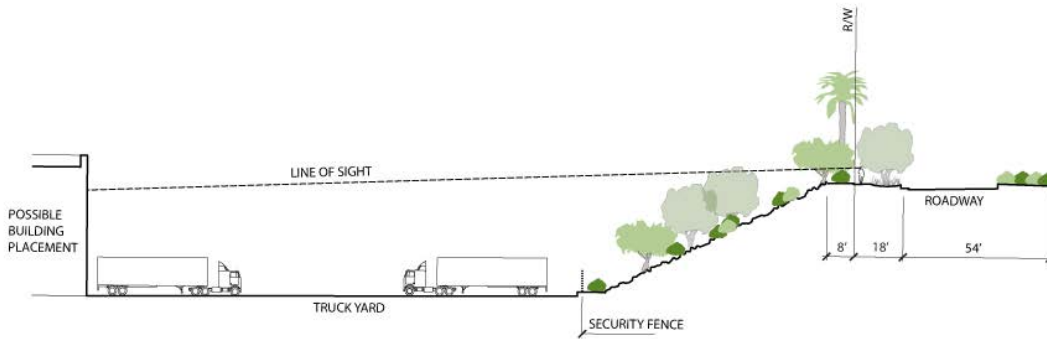 R/W
LINE OF SIGHT
POSSIBLE
BUILDING
PLACEMENT
ROADWAY
8'
18'
54'
TRUCK YARD
SECURITY FENCE